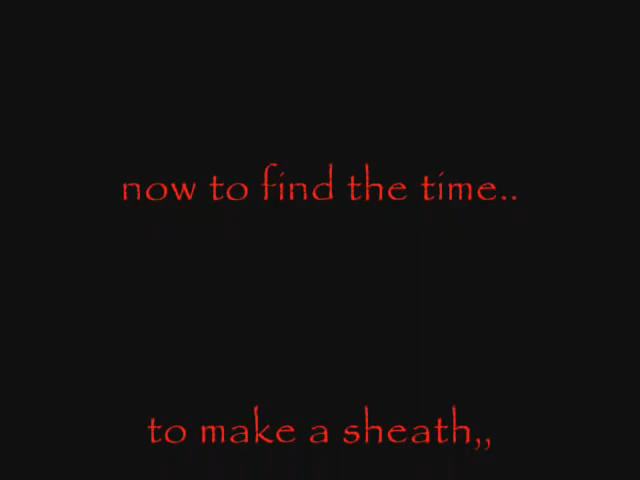 now to find the time..
to make a sheath,,